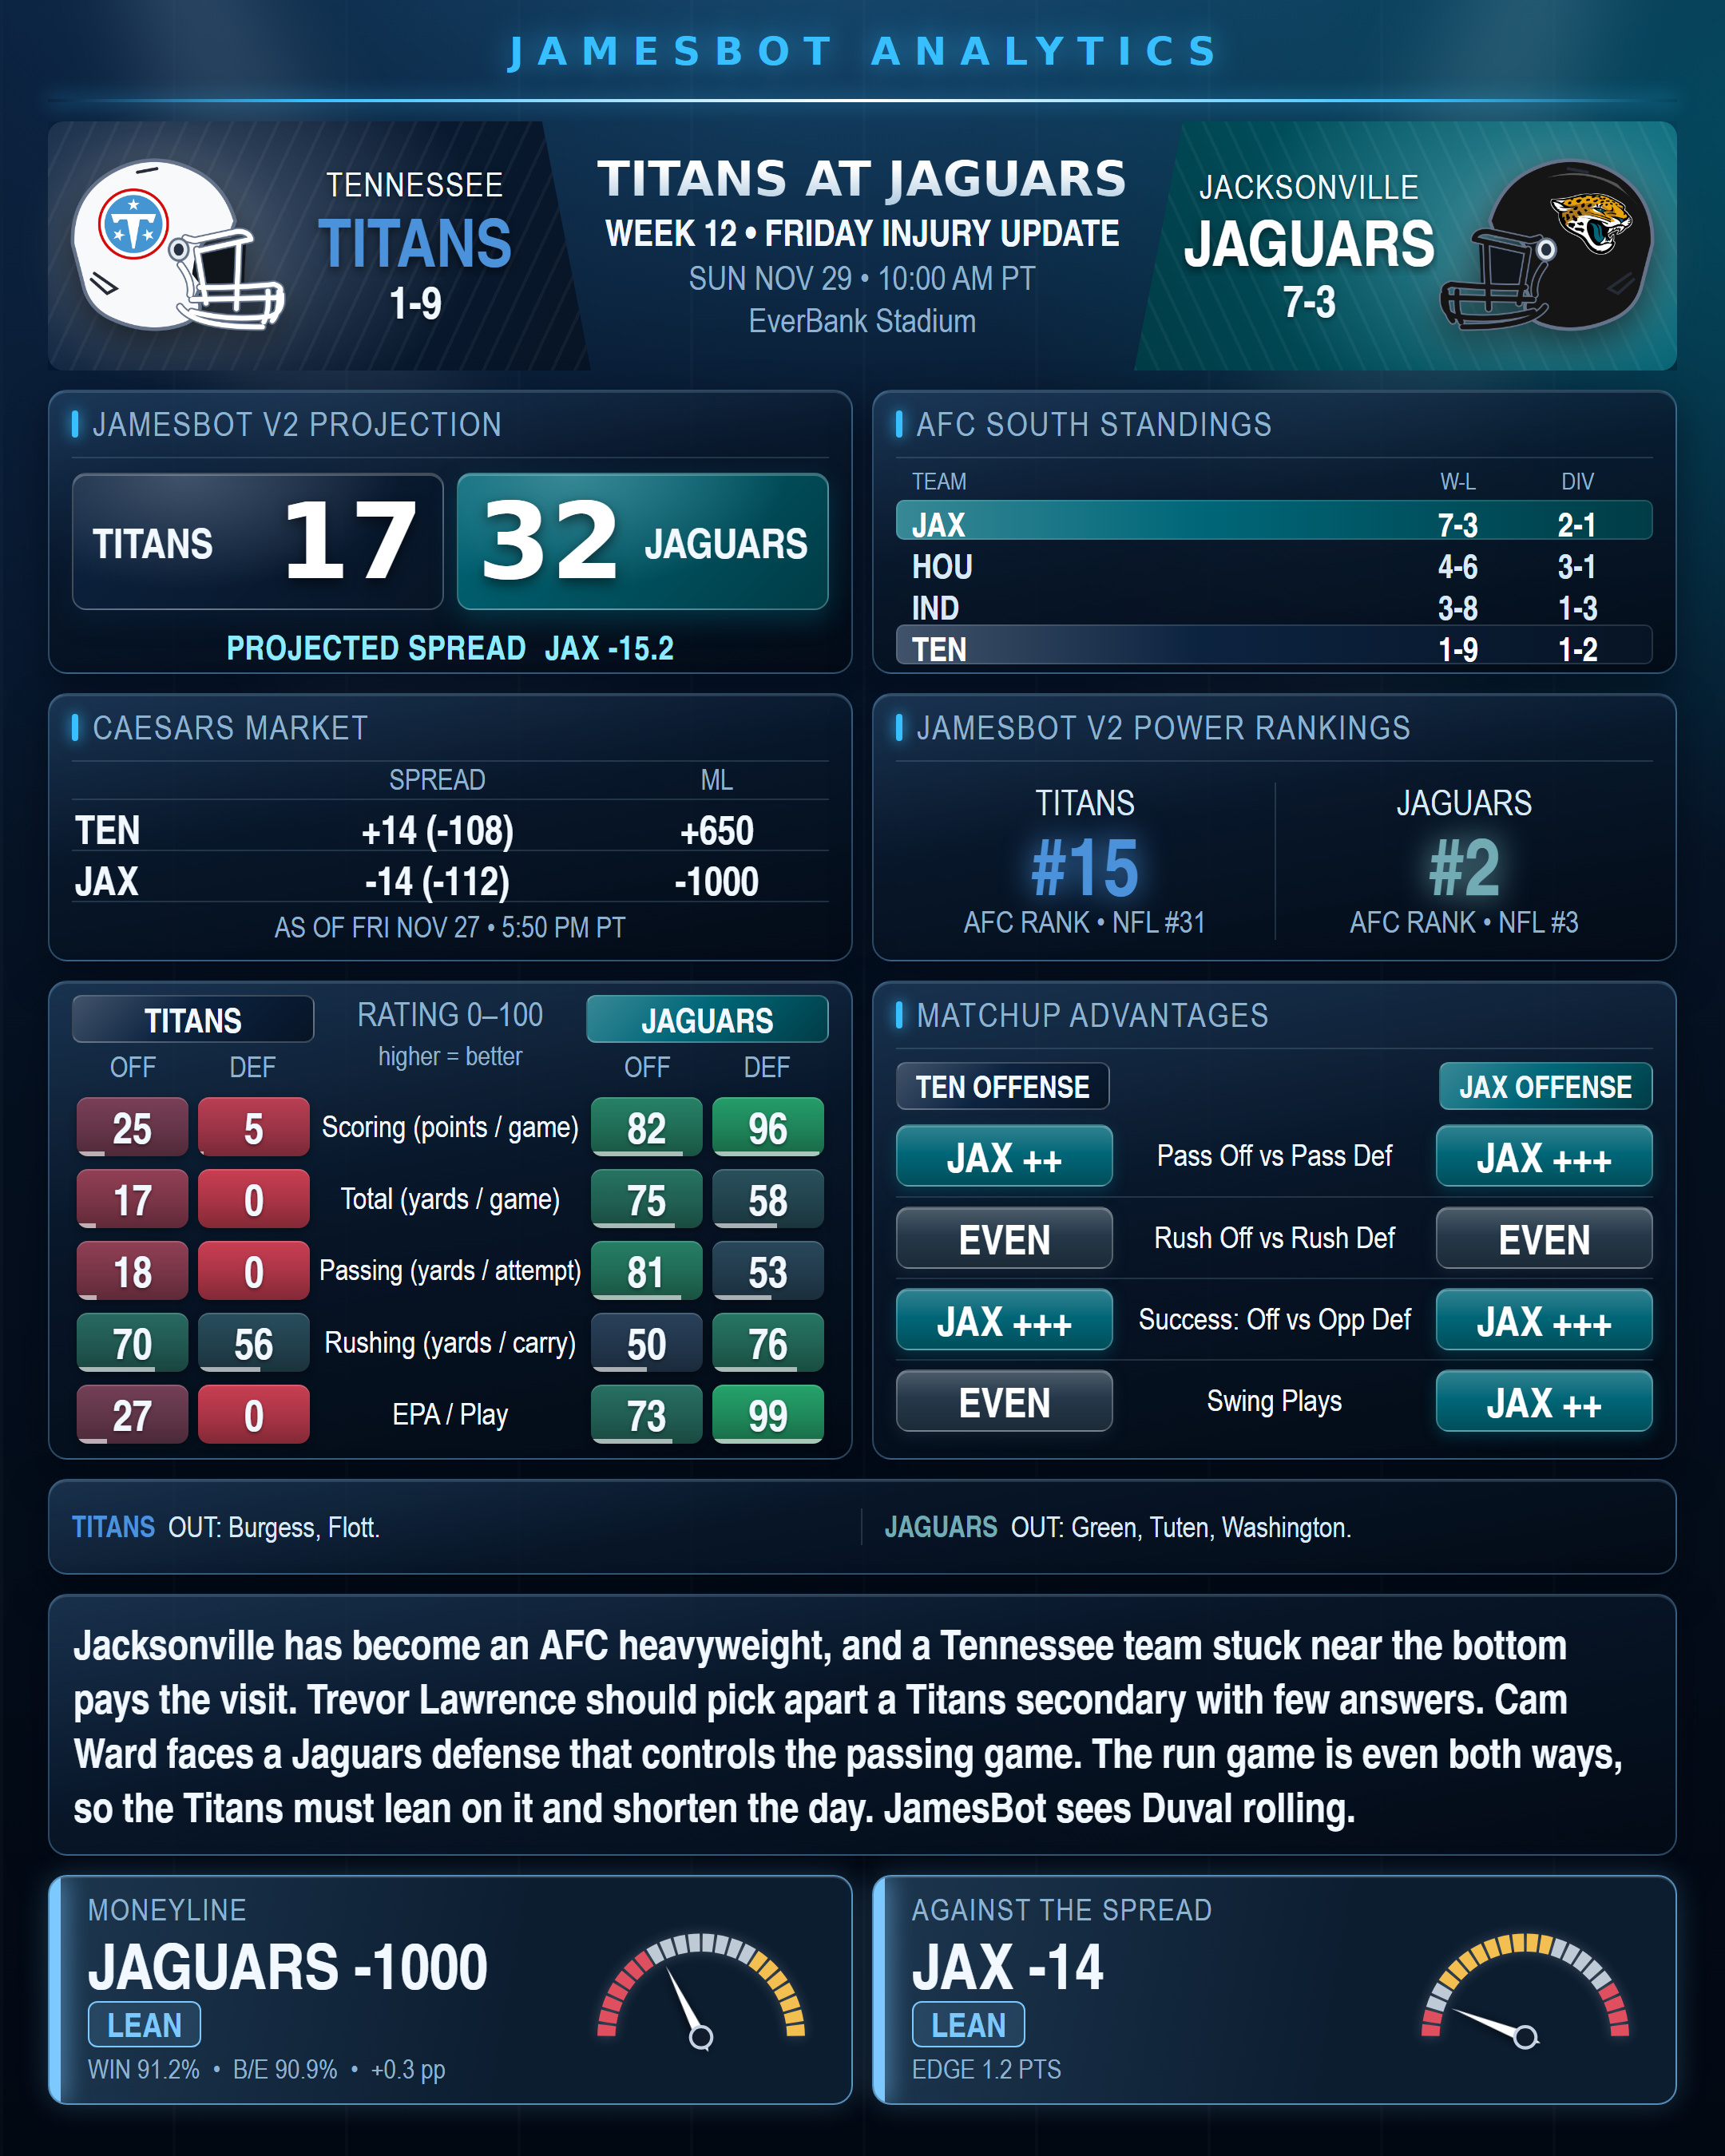 JAMESBOT ANALYTICS
TENNESSEE
TITANS
1-9
TITANS AT JAGUARS
WEEK 12 • FRIDAY INJURY UPDATE
SUN NOV 29 • 10:00 AM PT
EverBank Stadium
JACKSONVILLE
JAGUARS
7-3
JAMESBOT V2 PROJECTION
TITANS 17 32 JAGUARS
PROJECTED SPREAD JAX -15.2
AFC SOUTH STANDINGS
TEAM W-L DIV
JAX 7-3 2-1
HOU 4-6 3-1
IND 3-8 1-3
TEN 1-9 1-2
CAESARS MARKET
SPREAD ML
TEN +14 (-108) +650
JAX -14 (-112) -1000
AS OF FRI NOV 27 • 5:50 PM PT
JAMESBOT V2 POWER RANKINGS
TITANS JAGUARS
#15 #2
AFC RANK • NFL #31 AFC RANK • NFL #3
TITANS RATING 0–100 JAGUARS
OFF DEF higher = better OFF DEF
25 5 Scoring (points / game) 82 96
17 0 Total (yards / game) 75 58
18 0 Passing (yards / attempt) 81 53
70 56 Rushing (yards / carry) 50 76
27 0 EPA / Play 73 99
MATCHUP ADVANTAGES
TEN OFFENSE JAX OFFENSE
JAX ++ Pass Off vs Pass Def JAX +++
EVEN Rush Off vs Rush Def EVEN
JAX +++ Success: Off vs Opp Def JAX +++
EVEN Swing Plays JAX ++
TITANS OUT: Burgess, Flott.
JAGUARS OUT: Green, Tuten, Washington.
Jacksonville has become an AFC heavyweight, and a Tennessee team stuck near the bottom
pays the visit. Trevor Lawrence should pick apart a Titans secondary with few answers. Cam
Ward faces a Jaguars defense that controls the passing game. The run game is even both ways,
so the Titans must lean on it and shorten the day. JamesBot sees Duval rolling.
MONEYLINE
JAGUARS -1000
LEAN
WIN 91.2% • B/E 90.9% • +0.3 pp
AGAINST THE SPREAD
JAX -14
LEAN
EDGE 1.2 PTS